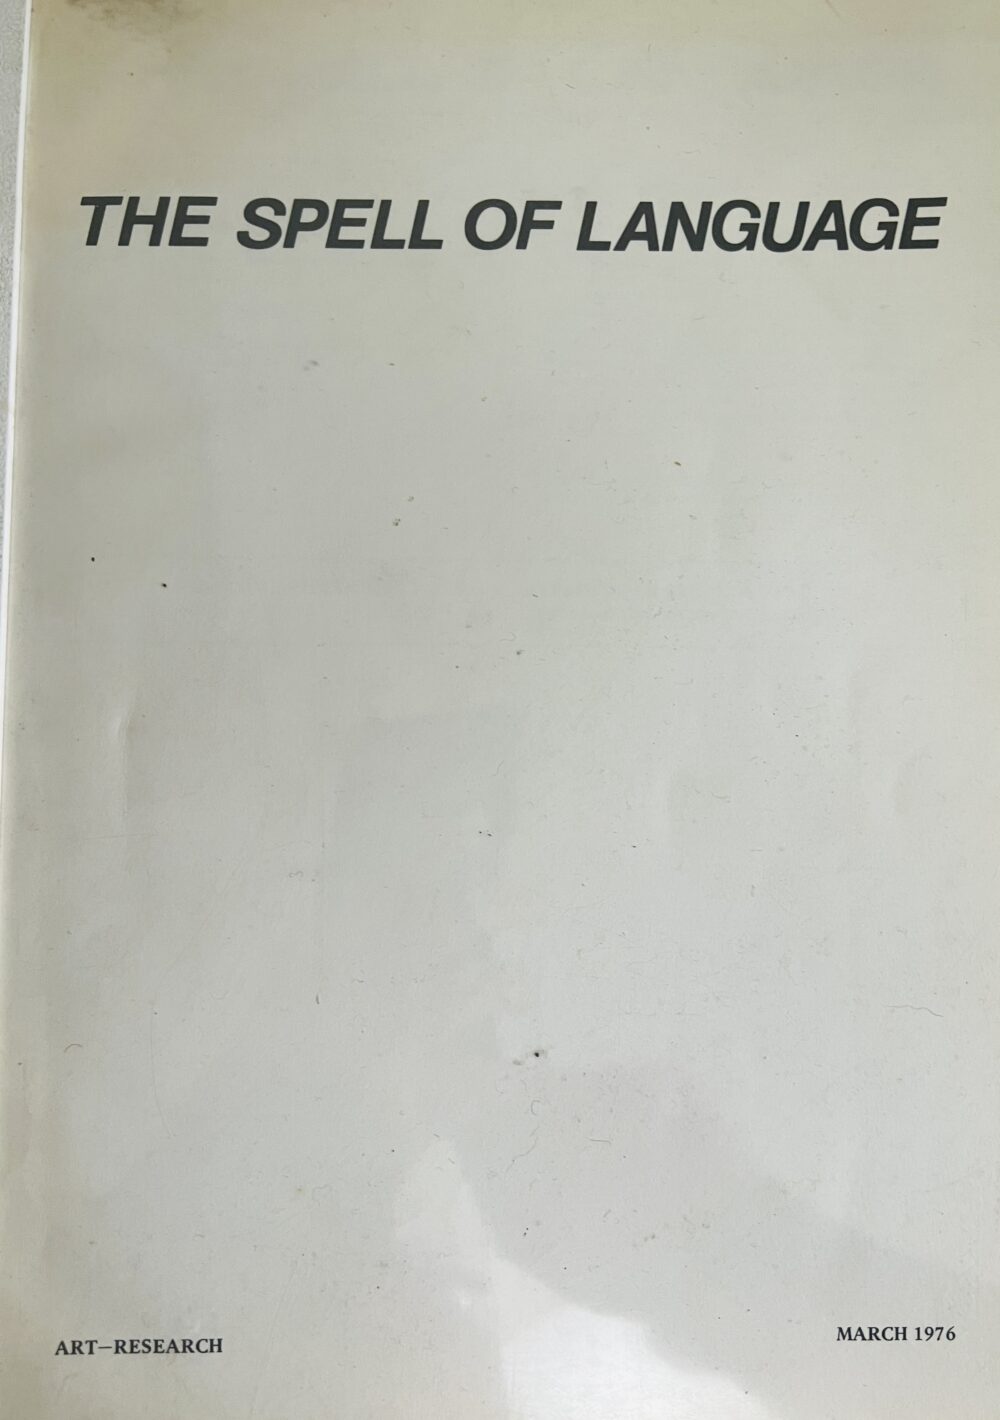 THE SPELL OF LANGUAGE
ART—RESEARCH
MARCH 1976